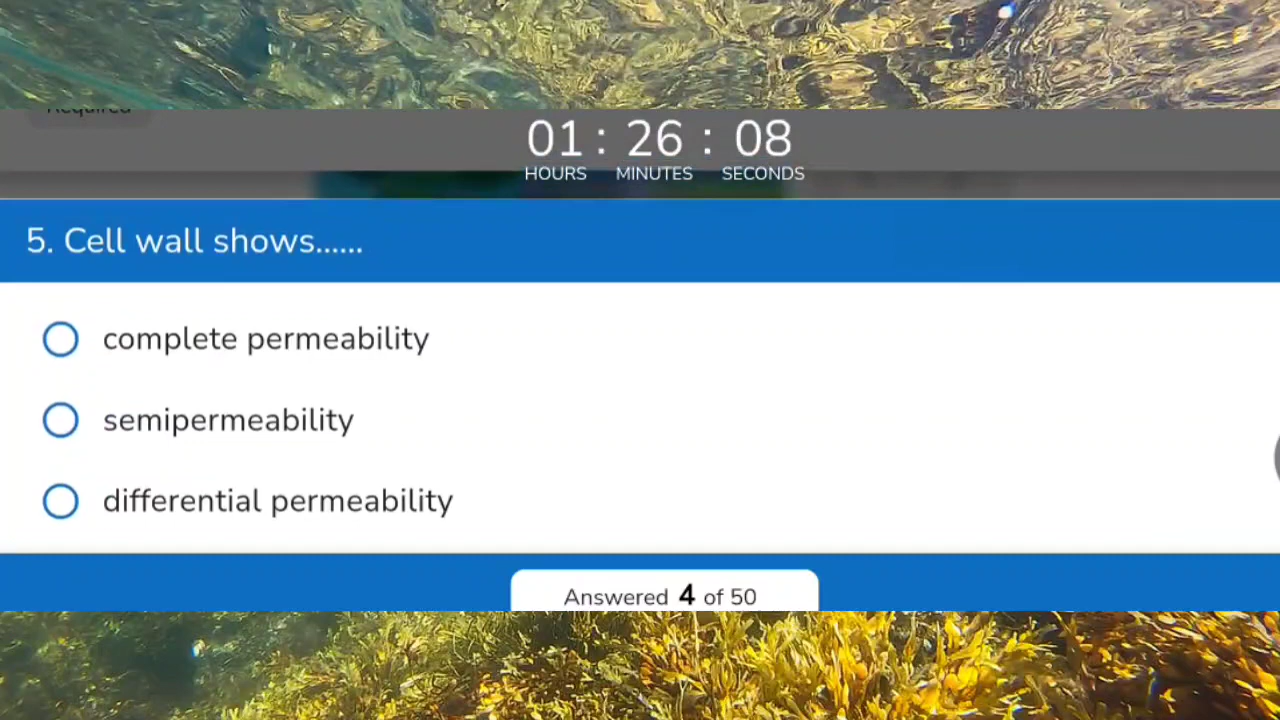 Required
01 : 26 : 08
HOURS MINUTES SECONDS
5. Cell wall shows......
complete permeability
semipermeability
differential permeability
Answered 4 of 50